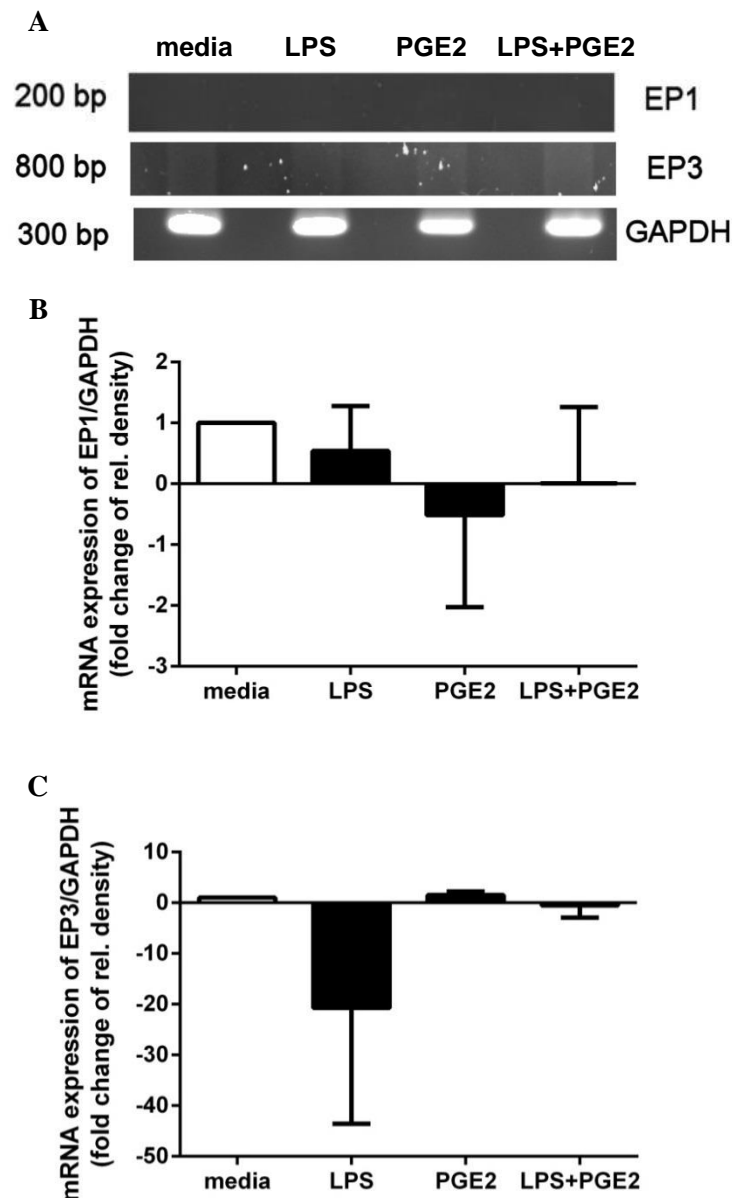 A
media LPS PGE2 LPS+PGE2
200 bp EP1
800 bp EP3
300 bp GAPDH
B
mRNA expression of EP1/GAPDH
(fold change of rel. density)
2
1
0
-1
-2
-3
media LPS PGE2 LPS+PGE2
C
mRNA expression of EP3/GAPDH
(fold change of rel. density)
10
0
-10
-20
-30
-40
-50
media LPS PGE2 LPS+PGE2